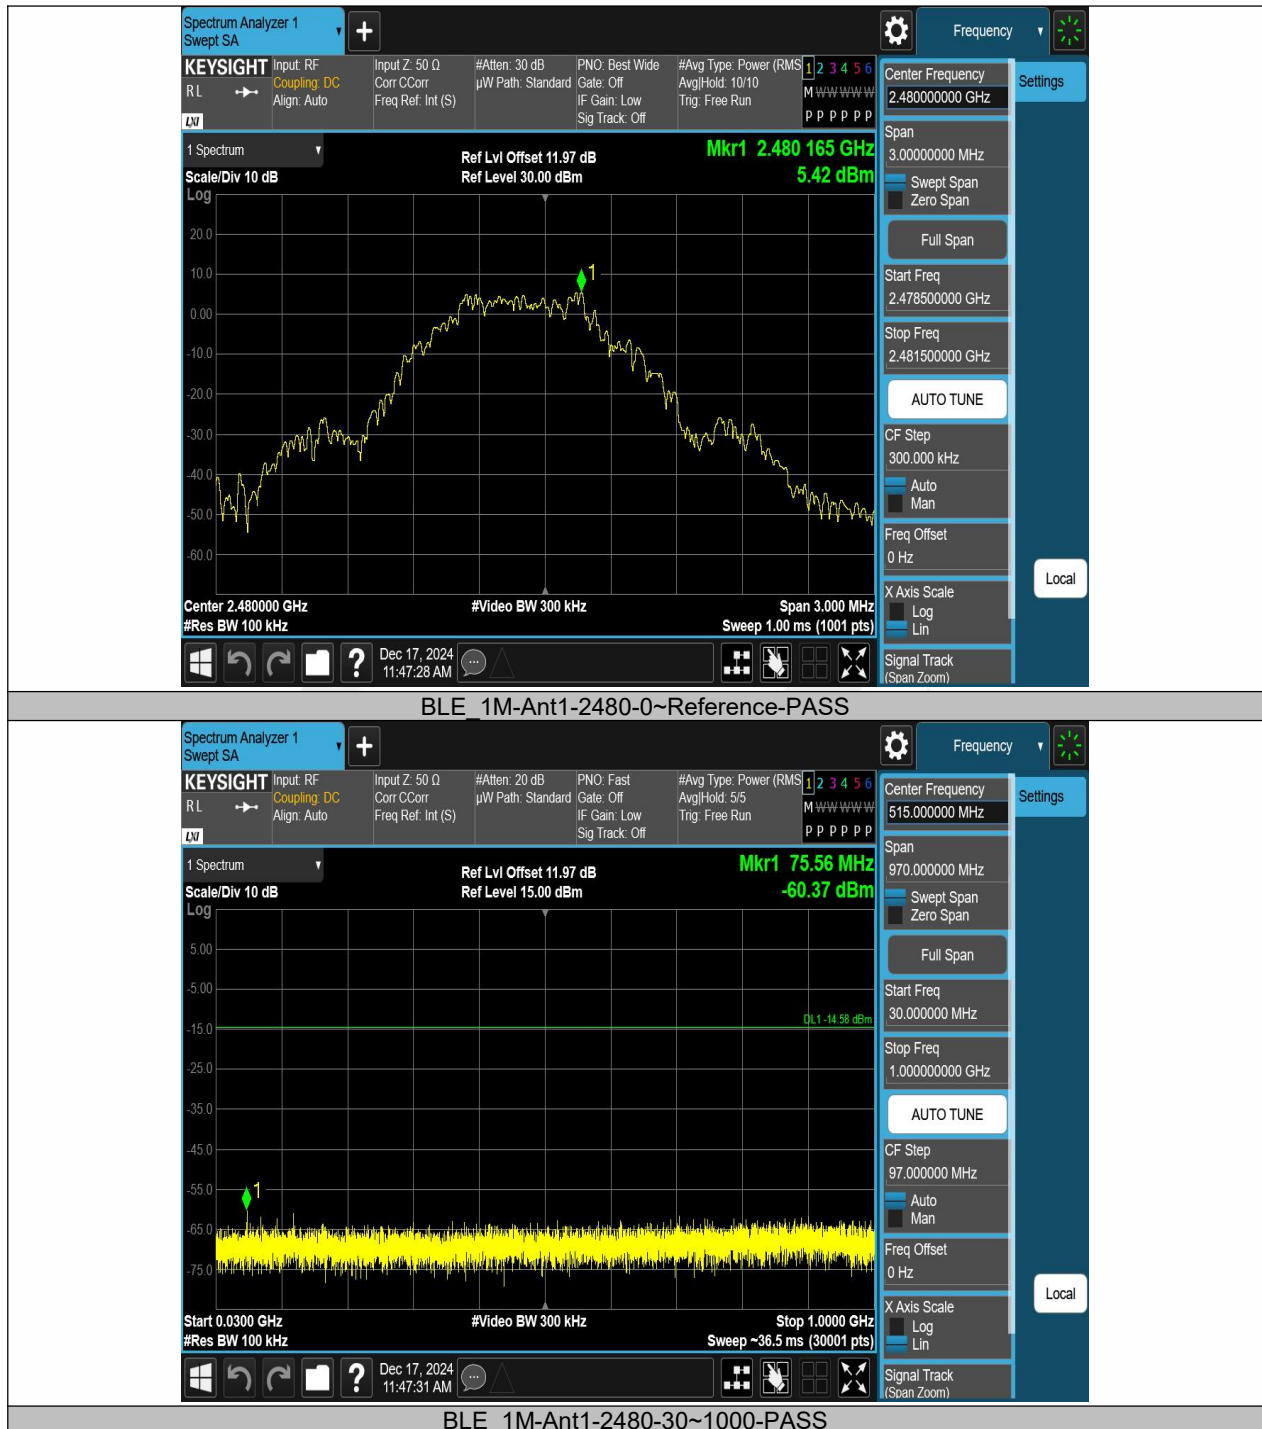 Spectrum Analyzer 1
Swept SA
Frequency
KEYSIGHT
R L
LXI
Input: RF
Coupling: DC
Align: Auto
Input Z: 50 Ω
Corr CCorr
Freq Ref: Int (S)
#Atten: 30 dB
µW Path: Standard
PNO: Best Wide
Gate: Off
IF Gain: Low
Sig Track: Off
#Avg Type: Power (RMS
Avg|Hold: 10/10
Trig: Free Run
1 2 3 4 5 6
M W W W W W
P P P P P P
1 Spectrum
Scale/Div 10 dB
Ref Lvl Offset 11.97 dB
Ref Level 30.00 dBm
Mkr1 2.480 165 GHz
5.42 dBm
Log
20.0
10.0
0.00
-10.0
-20.0
-30.0
-40.0
-50.0
-60.0
1
Center 2.480000 GHz
#Res BW 100 kHz
#Video BW 300 kHz
Span 3.000 MHz
Sweep 1.00 ms (1001 pts)
Dec 17, 2024
11:47:28 AM
Center Frequency
2.480000000 GHz
Settings
Span
3.00000000 MHz
Swept Span
Zero Span
Full Span
Start Freq
2.478500000 GHz
Stop Freq
2.481500000 GHz
AUTO TUNE
CF Step
300.000 kHz
Auto
Man
Freq Offset
0 Hz
Local
X Axis Scale
Log
Lin
Signal Track
(Span Zoom)
BLE_1M-Ant1-2480-0~Reference-PASS
Spectrum Analyzer 1
Swept SA
Frequency
KEYSIGHT
R L
LXI
Input: RF
Coupling: DC
Align: Auto
Input Z: 50 Ω
Corr CCorr
Freq Ref: Int (S)
#Atten: 20 dB
µW Path: Standard
PNO: Fast
Gate: Off
IF Gain: Low
Sig Track: Off
#Avg Type: Power (RMS
Avg|Hold: 5/5
Trig: Free Run
1 2 3 4 5 6
M W W W W W
P P P P P P
1 Spectrum
Scale/Div 10 dB
Ref Lvl Offset 11.97 dB
Ref Level 15.00 dBm
Mkr1 75.56 MHz
-60.37 dBm
Log
5.00
-5.00
-15.0
-25.0
-35.0
-45.0
-55.0
-65.0
-75.0
DL1 -14.58 dBm
1
Start 0.0300 GHz
#Res BW 100 kHz
#Video BW 300 kHz
Stop 1.0000 GHz
Sweep ~36.5 ms (30001 pts)
Dec 17, 2024
11:47:31 AM
Center Frequency
515.000000 MHz
Settings
Span
970.000000 MHz
Swept Span
Zero Span
Full Span
Start Freq
30.000000 MHz
Stop Freq
1.000000000 GHz
AUTO TUNE
CF Step
97.000000 MHz
Auto
Man
Freq Offset
0 Hz
Local
X Axis Scale
Log
Lin
Signal Track
(Span Zoom)
BLE_1M-Ant1-2480-30~1000-PASS